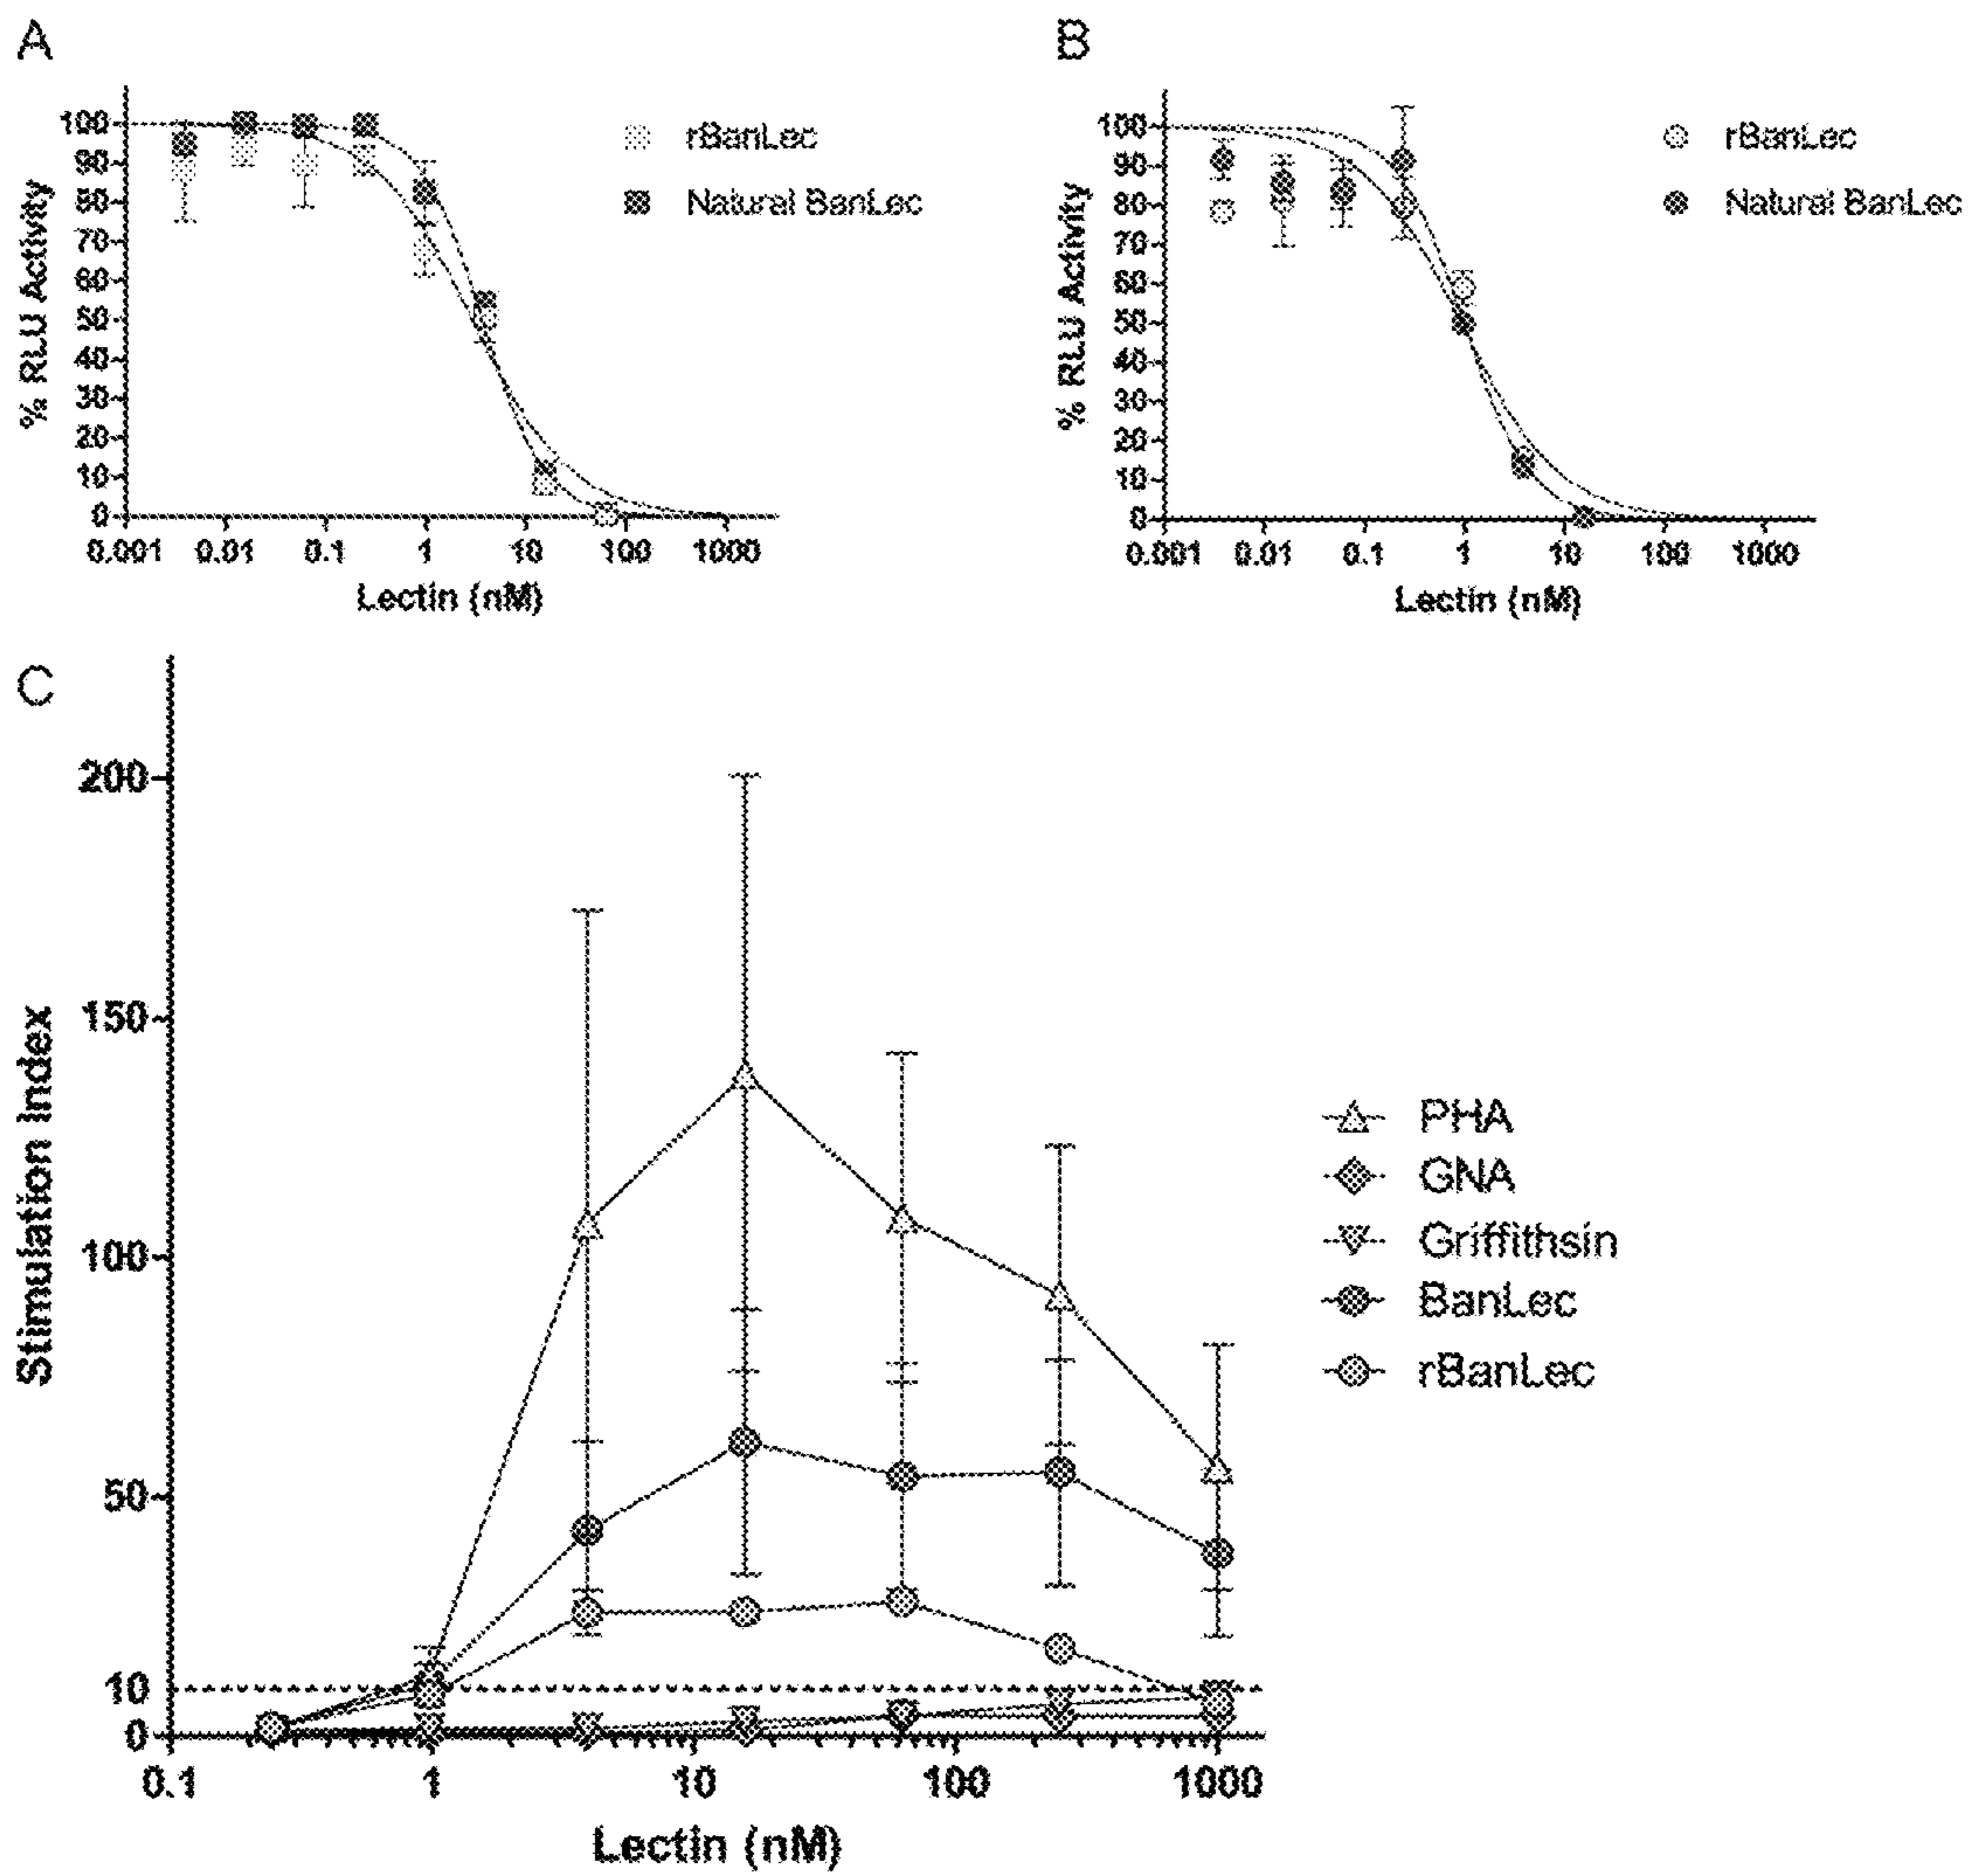 A
% RLU Activity
100
90
80
70
60
50
40
30
20
10
0
0.001 0.01 0.1 1 10 100 1000
Lectin (nM)
rBanLec
Natural BanLec
B
% RLU Activity
100
90
80
70
60
50
40
30
20
10
0
0.001 0.01 0.1 1 10 100 1000
Lectin (nM)
rBanLec
Natural BanLec
C
Stimulation Index
200
150
100
50
10
0
0.1 1 10 100 1000
Lectin (nM)
PHA
GNA
Griffithsin
BanLec
rBanLec